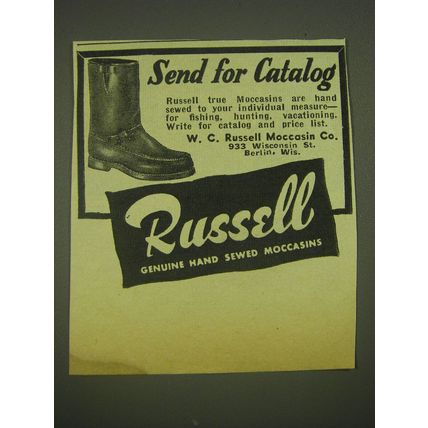 Send for Catalog
Russell true Moccasins are hand
sewed to your individual measure—
for fishing, hunting, vacationing.
Write for catalog and price list.
W. C. Russell Moccasin Co.
933 Wisconsin St.
Berlin, Wis.
Russell
GENUINE HAND SEWED MOCCASINS